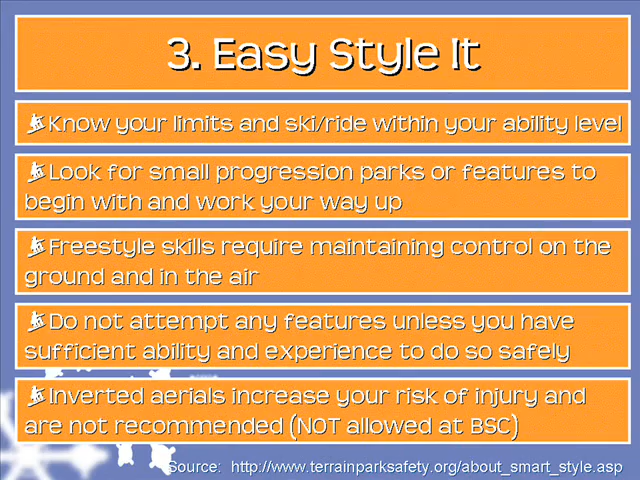 3. Easy Style It
Know your limits and ski/ride within your ability level
Look for small progression parks or features to
begin with and work your way up
Freestyle skills require maintaining control on the
ground and in the air
Do not attempt any features unless you have
sufficient ability and experience to do so safely
Inverted aerials increase your risk of injury and
are not recommended (NOT allowed at BSC)
Source: http://www.terrainparksafety.org/about_smart_style.asp